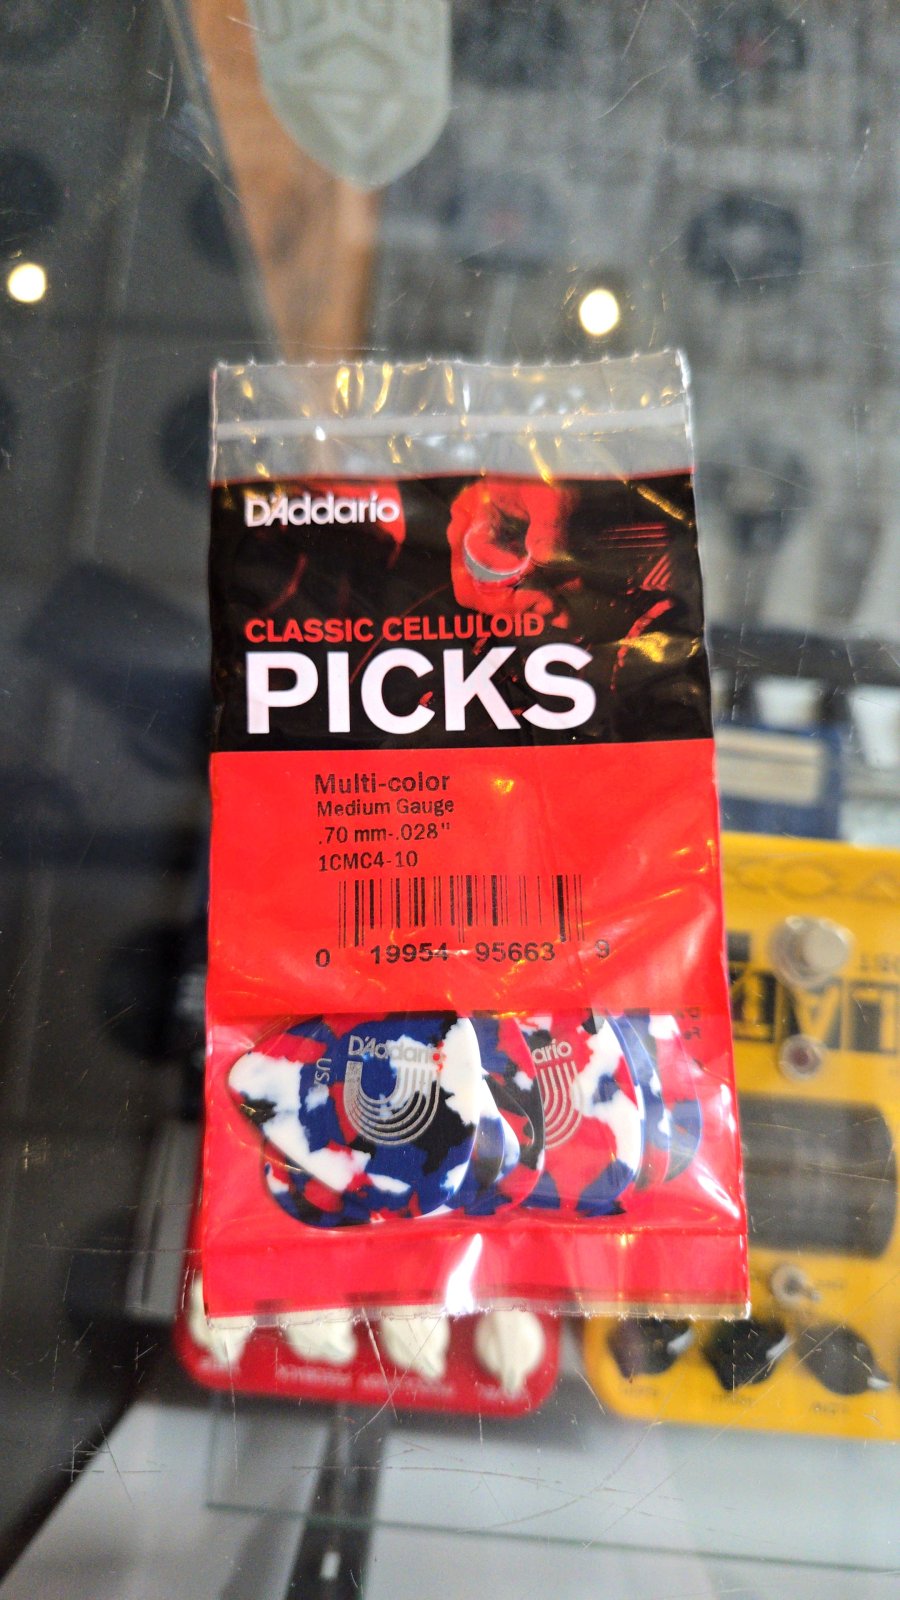 D'Addario
CLASSIC CELLULOID
PICKS
Multi-color
Medium Gauge
.70 mm-.028"
1CMC4-10
0 19954 95663 9
D'Addario
USA
ario